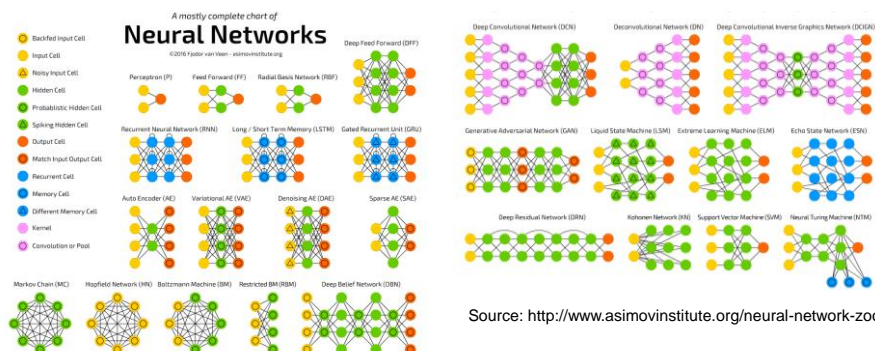 A mostly complete chart of
Neural Networks
©2016 Fjodor van Veen - asimovinstitute.org
Backfed Input Cell
Input Cell
Noisy Input Cell
Hidden Cell
Probablistic Hidden Cell
Spiking Hidden Cell
Output Cell
Match Input Output Cell
Recurrent Cell
Memory Cell
Different Memory Cell
Kernel
Convolution or Pool
Deep Feed Forward (DFF)
Perceptron (P) Feed Forward (FF) Radial Basis Network (RBF)
Recurrent Neural Network (RNN) Long / Short Term Memory (LSTM) Gated Recurrent Unit (GRU)
Auto Encoder (AE) Variational AE (VAE) Denoising AE (DAE) Sparse AE (SAE)
Markov Chain (MC) Hopfield Network (HN) Boltzmann Machine (BM) Restricted BM (RBM) Deep Belief Network (DBN)
Deep Convolutional Network (DCN) Deconvolutional Network (DN) Deep Convolutional Inverse Graphics Network (DCIGN)
Generative Adversarial Network (GAN) Liquid State Machine (LSM) Extreme Learning Machine (ELM) Echo State Network (ESN)
Deep Residual Network (DRN) Kohonen Network (KN) Support Vector Machine (SVM) Neural Turing Machine (NTM)
Source: http://www.asimovinstitute.org/neural-network-zoo